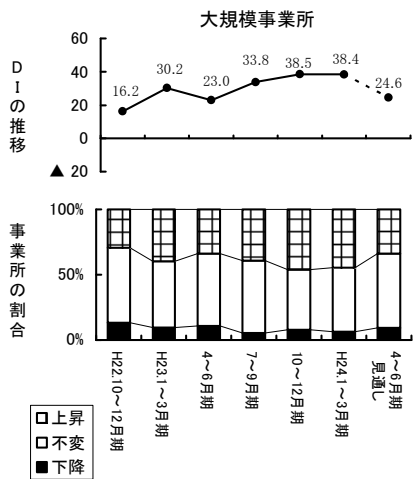 大規模事業所
DIの推移
60
40
20
0
▲ 20
16.2
30.2
23.0
33.8
38.5
38.4
24.6
事業所の割合
100%
50%
0%
H22.10～12月期
H23.1～3月期
4～6月期
7～9月期
10～12月期
H24.1～3月期
4～6月期
見通し
上昇
不変
下降